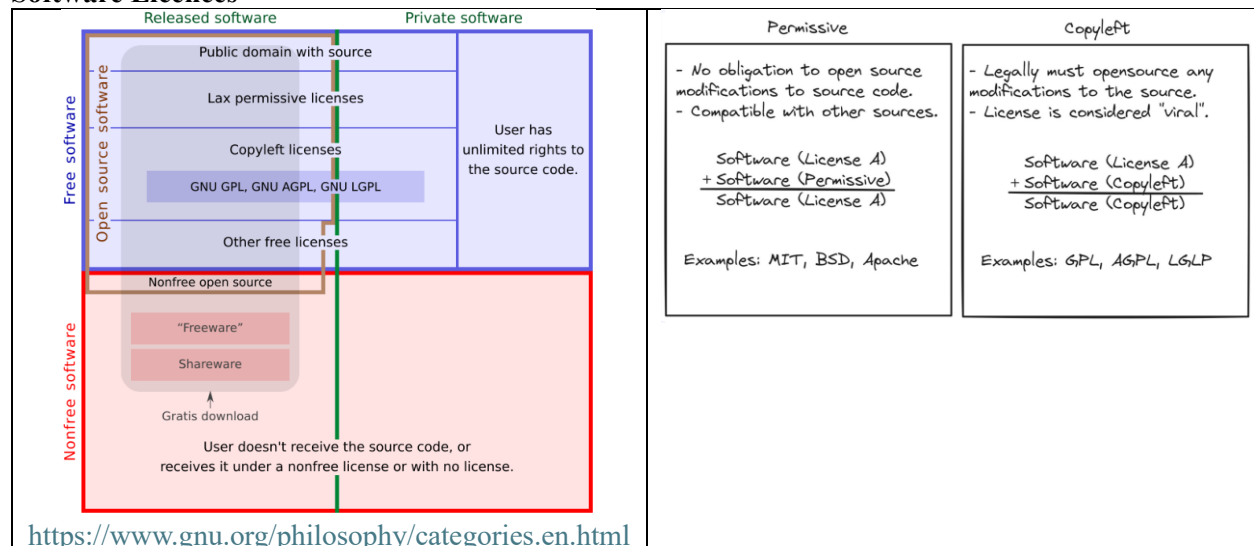 Software Licences
Released software
Private software
Free software
Open source software
Public domain with source
Lax permissive licenses
Copyleft licenses
GNU GPL, GNU AGPL, GNU LGPL
Other free licenses
User has
unlimited rights to
the source code.
Nonfree software
Nonfree open source
“Freeware”
Shareware
Gratis download
User doesn't receive the source code, or
receives it under a nonfree license or with no license.
https://www.gnu.org/philosophy/categories.en.html
Permissive
- No obligation to open source
modifications to source code.
- Compatible with other sources.
Software (License A)
+ Software (Permissive)
Software (License A)
Examples: MIT, BSD, Apache
Copyleft
- Legally must opensource any
modifications to the source.
- License is considered "viral".
Software (License A)
+ Software (Copyleft)
Software (Copyleft)
Examples: GPL, AGPL, LGLP